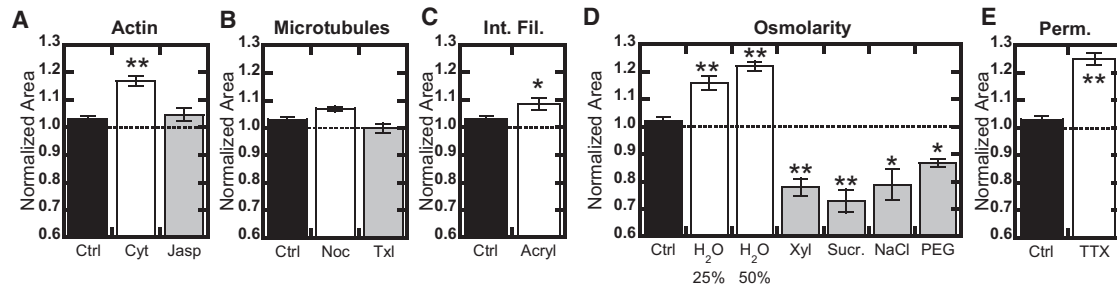 A
Actin
Normalized Area
1.3
1.2
1.1
1.0
0.9
0.8
0.7
0.6
**
Ctrl Cyt Jasp
B
Microtubules
Normalized Area
1.3
1.2
1.1
1.0
0.9
0.8
0.7
0.6
Ctrl Noc Txl
C
Int. Fil.
Normalized Area
1.3
1.2
1.1
1.0
0.9
0.8
0.7
0.6
*
Ctrl Acryl
D
Osmolarity
Normalized Area
1.3
1.2
1.1
1.0
0.9
0.8
0.7
0.6
** ** ** ** * *
Ctrl H2O H2O Xyl Sucr. NaCl PEG
25% 50%
E
Perm.
Normalized Area
1.3
1.2
1.1
1.0
0.9
0.8
0.7
0.6
**
Ctrl TTX